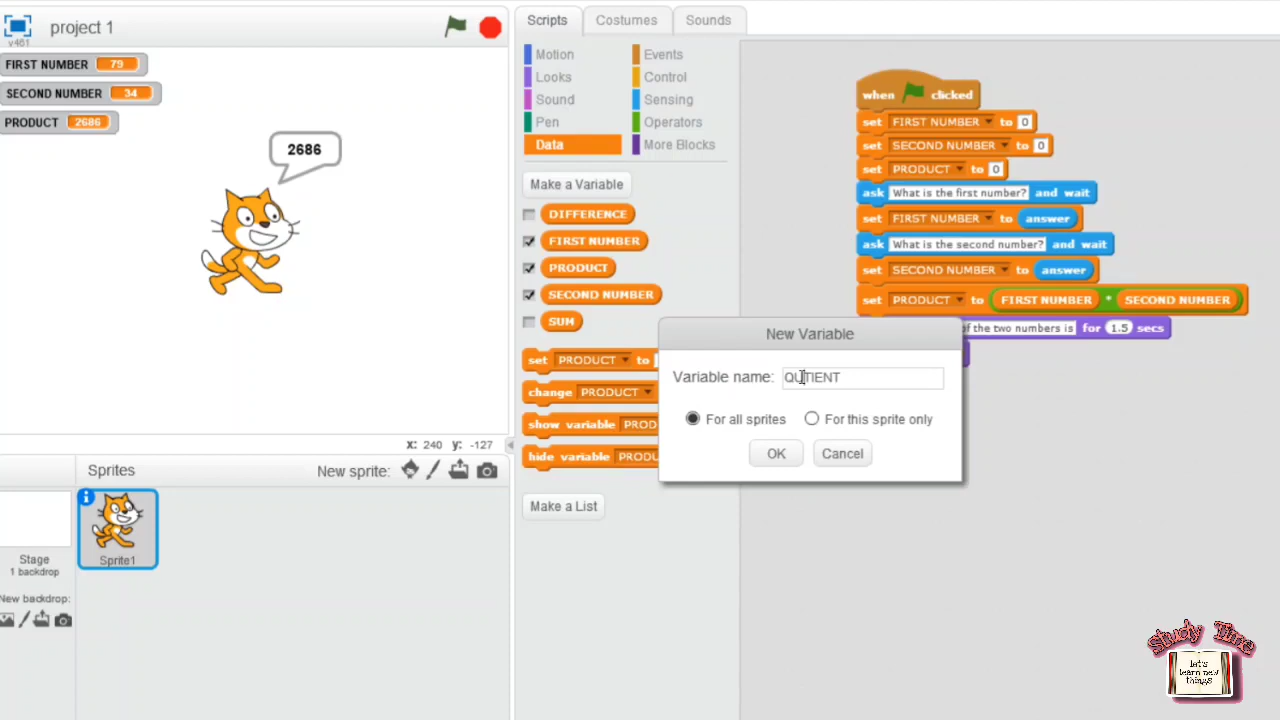 project 1
v461
FIRST NUMBER 79
SECOND NUMBER 34
PRODUCT 2686
2686
X: 240 y: -127
Sprites
New sprite:
Sprite1
Stage
1 backdrop
New backdrop:
Scripts Costumes Sounds
Motion Events
Looks Control
Sound Sensing
Pen Operators
Data More Blocks
Make a Variable
DIFFERENCE
FIRST NUMBER
PRODUCT
SECOND NUMBER
SUM
set PRODUCT to
change PRODUCT
show variable PROD
hide variable PRODU
Make a List
when clicked
set FIRST NUMBER to 0
set SECOND NUMBER to 0
set PRODUCT to 0
ask What is the first number? and wait
set FIRST NUMBER to answer
ask What is the second number? and wait
set SECOND NUMBER to answer
set PRODUCT to FIRST NUMBER * SECOND NUMBER
of the two numbers is for 1.5 secs
New Variable
Variable name: QUTIENT
For all sprites For this sprite only
OK Cancel
Study Time
let's
learn new
things